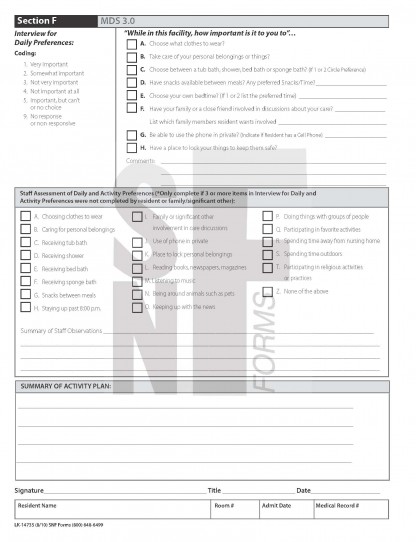 Section F MDS 3.0
Interview for
Daily Preferences:
Coding:
1. Very important
2. Somewhat important
3. Not very important
4. Not important at all
5. Important, but can't
or no choice
9. No response
or non responsive
"While in this facility, how important is it to you to"...
A. Choose what clothes to wear?
B. Take care of your personal belongings or things?
C. Choose between a tub bath, shower, bed bath or sponge bath? (If 1 or 2 Circle Preference)
D. Have snacks available between meals? Any preferred Snacks/Time?
E. Choose your own bedtime? (If 1 or 2 list the preferred time)
F. Have your family or a close friend involved in discussions about your care?
List which family members resident wants involved
G. Be able to use the phone in private? (Indicate if Resident has a Cell Phone)
H. Have a place to lock your things to keep them safe?
Comments:
Staff Assessment of Daily and Activity Preferences (*Only complete if 3 or more items in Interview for Daily and
Activity Preferences were not completed by resident or family/significant other):
A. Choosing clothes to wear
B. Caring for personal belongings
C. Receiving tub bath
D. Receiving shower
E. Receiving bed bath
F. Receiving sponge bath
G. Snacks between meals
H. Staying up past 8:00 p.m.
I. Family or significant other
involvement in care discussions
J. Use of phone in private
K. Place to lock personal belongings
L. Reading books, newspapers, magazines
M. Listening to music
N. Being around animals such as pets
O. Keeping up with the news
P. Doing things with groups of people
Q. Participating in favorite activities
R. Spending time away from nursing home
S. Spending time outdoors
T. Participating in religious activities
or practices
Z. None of the above
Summary of Staff Observations
SNF
FORMS
SUMMARY OF ACTIVITY PLAN:
Signature Title Date
Resident Name Room # Admit Date Medical Record #
LK-14735 (8/10) SNF Forms (800) 648-6499